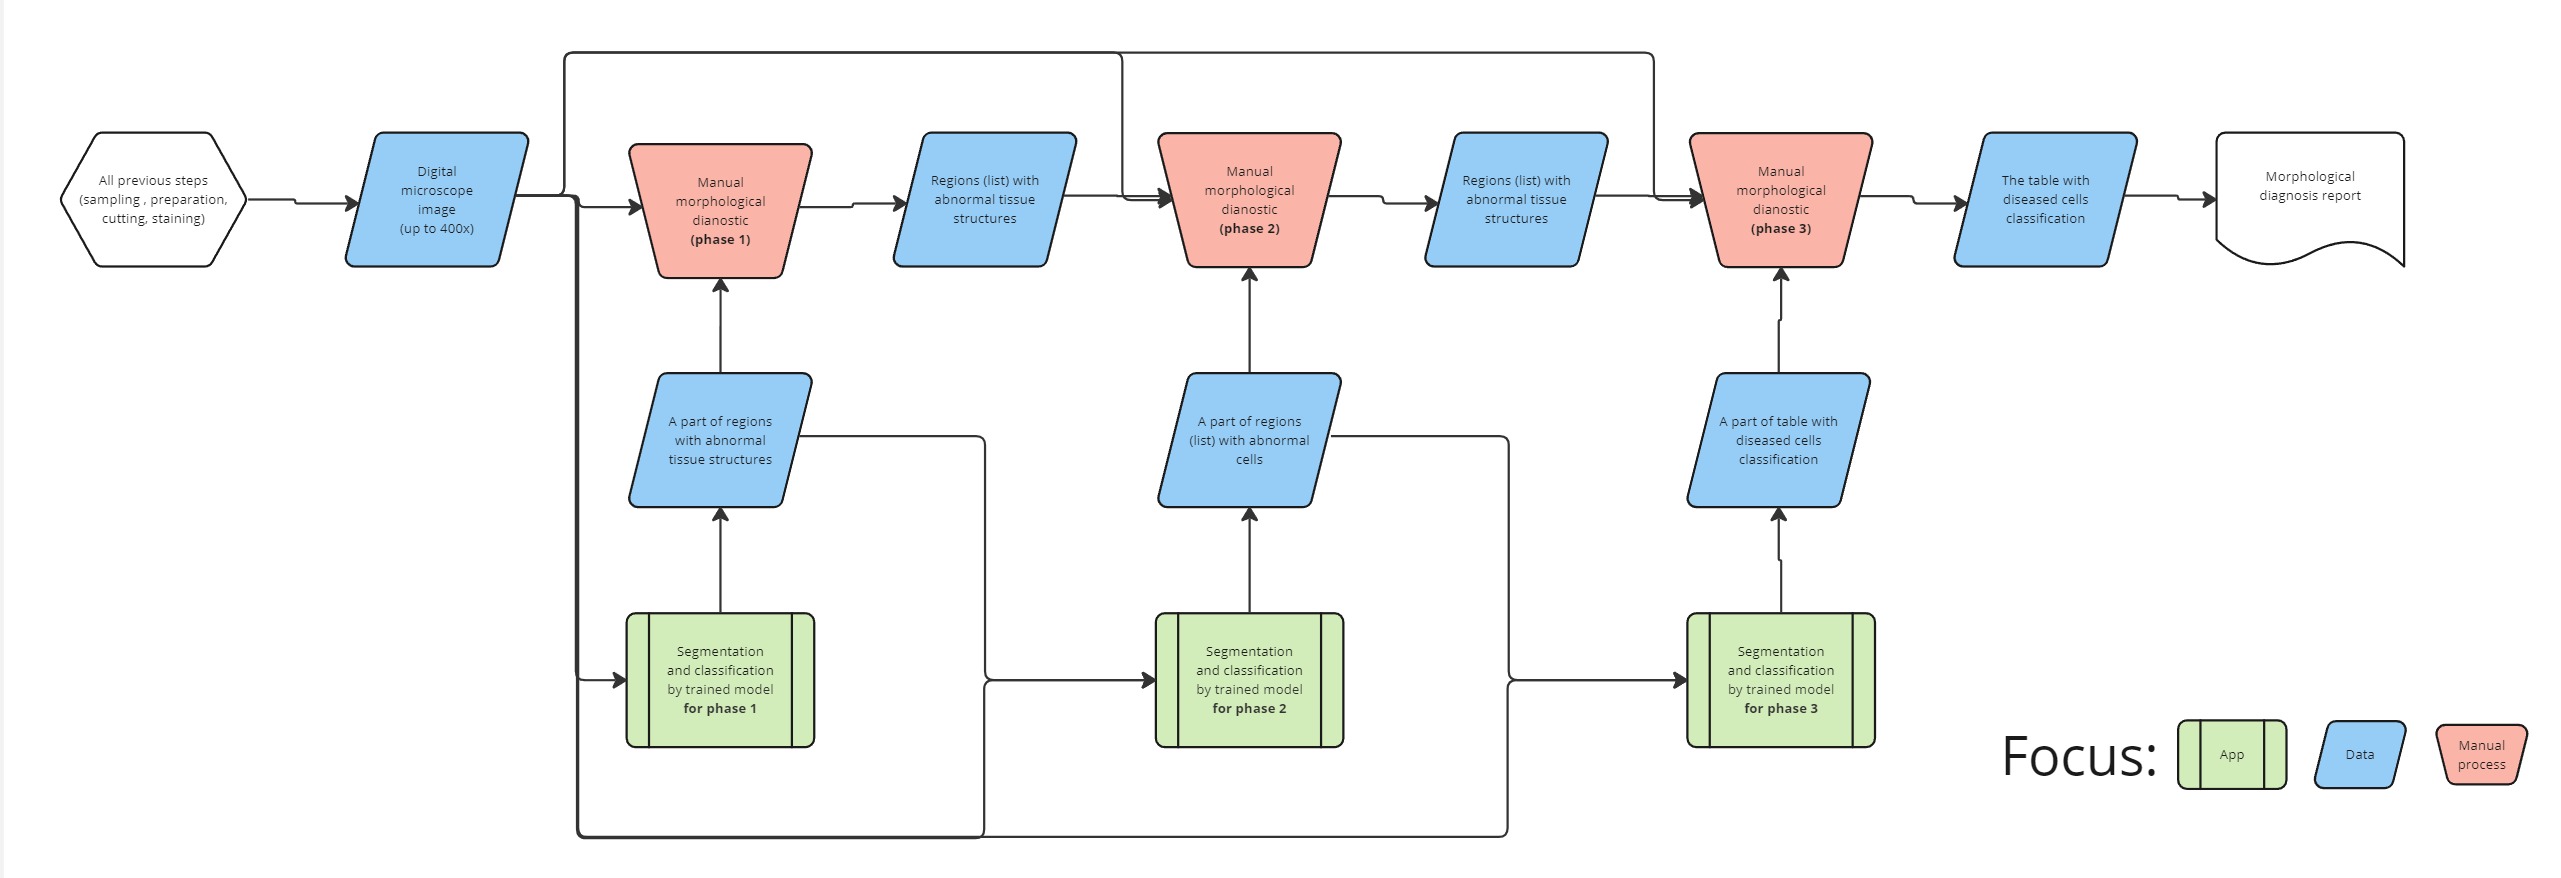 All previous steps
(sampling , preparation,
cutting, staining)
Digital
microscope
image
(up to 400x)
Manual
morphological
dianostic
(phase 1)
Regions (list) with
abnormal tissue
structures
Manual
morphological
dianostic
(phase 2)
Regions (list) with
abnormal tissue
structures
Manual
morphological
dianostic
(phase 3)
The table with
diseased cells
classification
Morphological
diagnosis report
A part of regions
with abnormal
tissue structures
A part of regions
(list) with abnormal
cells
A part of table with
diseased cells
classification
Segmentation
and classification
by trained model
for phase 1
Segmentation
and classification
by trained model
for phase 2
Segmentation
and classification
by trained model
for phase 3
Focus:
App
Data
Manual
process